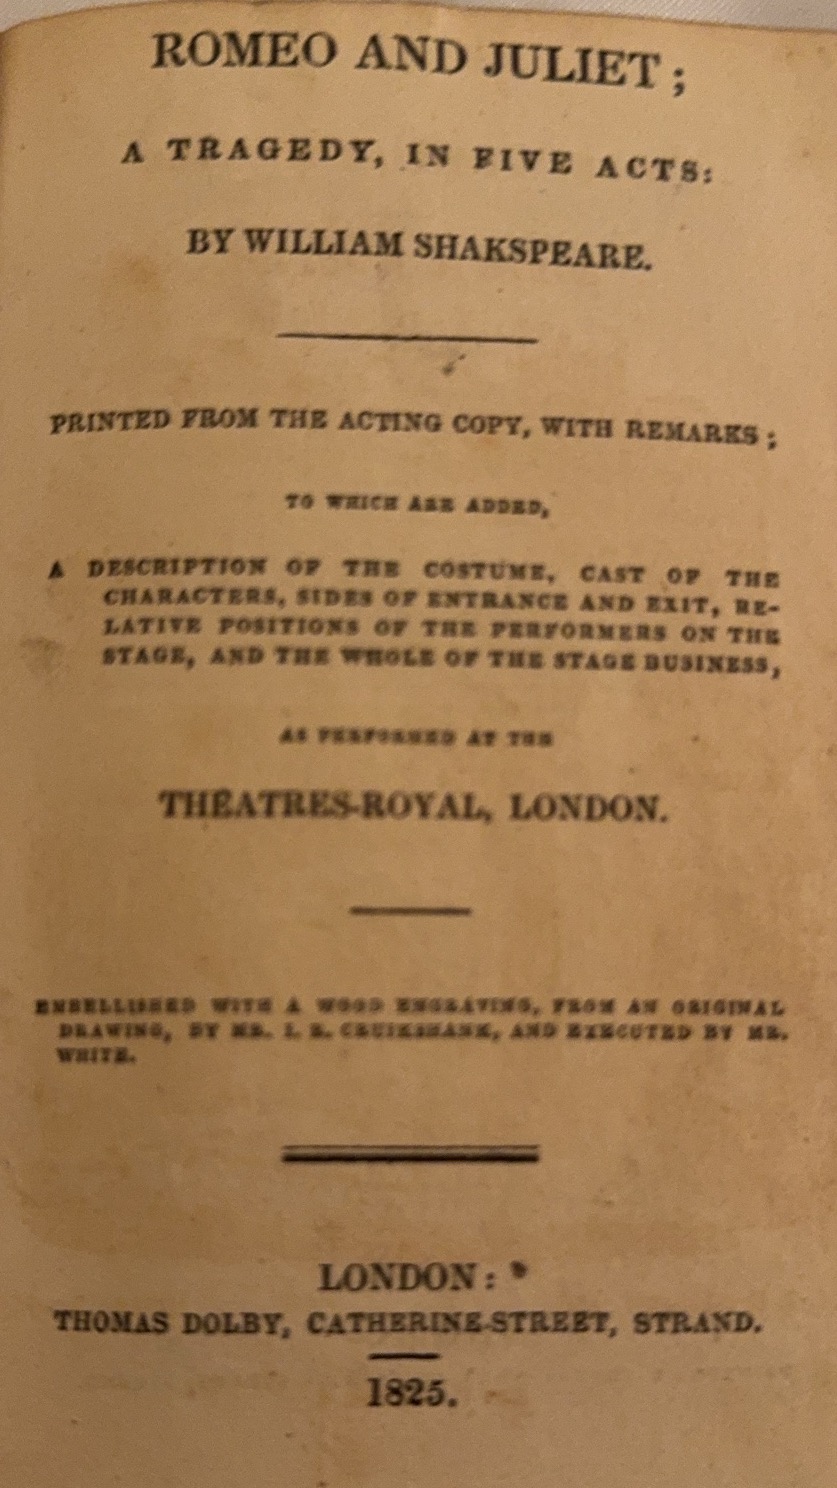 ROMEO AND JULIET;
A TRAGEDY, IN FIVE ACTS:
BY WILLIAM SHAKSPEARE.
PRINTED FROM THE ACTING COPY, WITH REMARKS;
TO WHICH ARE ADDED,
A DESCRIPTION OF THE COSTUME, CAST OF THE
CHARACTERS, SIDES OF ENTRANCE AND EXIT, RE-
LATIVE POSITIONS OF THE PERFORMERS ON THE
STAGE, AND THE WHOLE OF THE STAGE BUSINESS,
AS PERFORMED AT THE
THEATRES-ROYAL, LONDON.
EMBELLISHED WITH A WOOD ENGRAVING, FROM AN ORIGINAL
DRAWING, BY MR. I. R. CRUIKSHANK, AND EXECUTED BY MR.
WHITE.
LONDON:
THOMAS DOLBY, CATHERINE-STREET, STRAND.
1825.